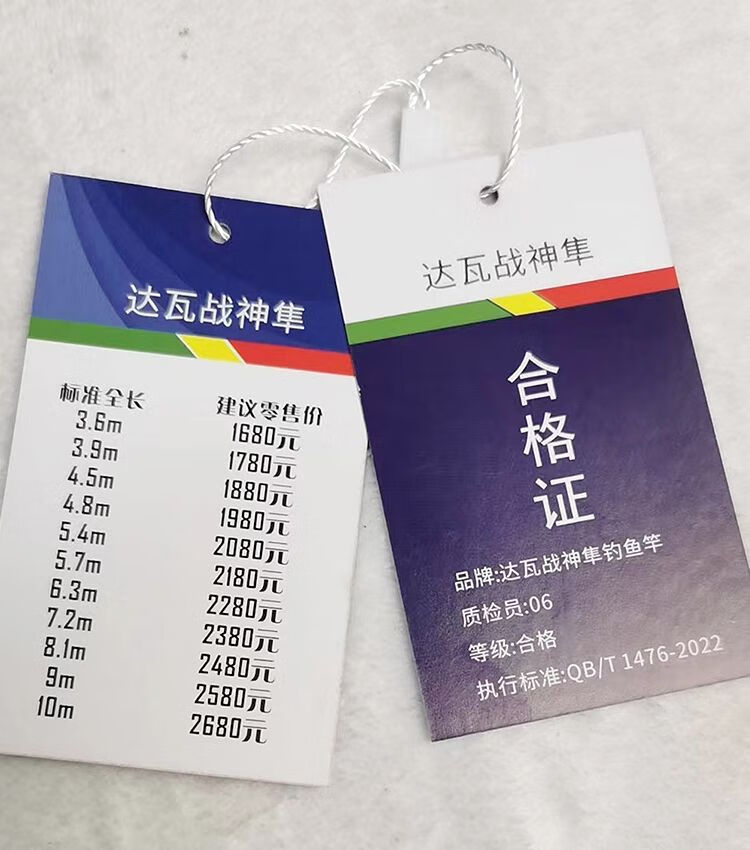 达瓦战神隼
标准全长 建议零售价
3.6m 1680元
3.9m 1780元
4.5m 1880元
4.8m 1980元
5.4m 2080元
5.7m 2180元
6.3m 2280元
7.2m 2380元
8.1m 2480元
9m 2580元
10m 2680元
达瓦战神隼
合格证
品牌:达瓦战神隼钓鱼竿
质检员:06
等级:合格
执行标准:QB/T 1476-2022